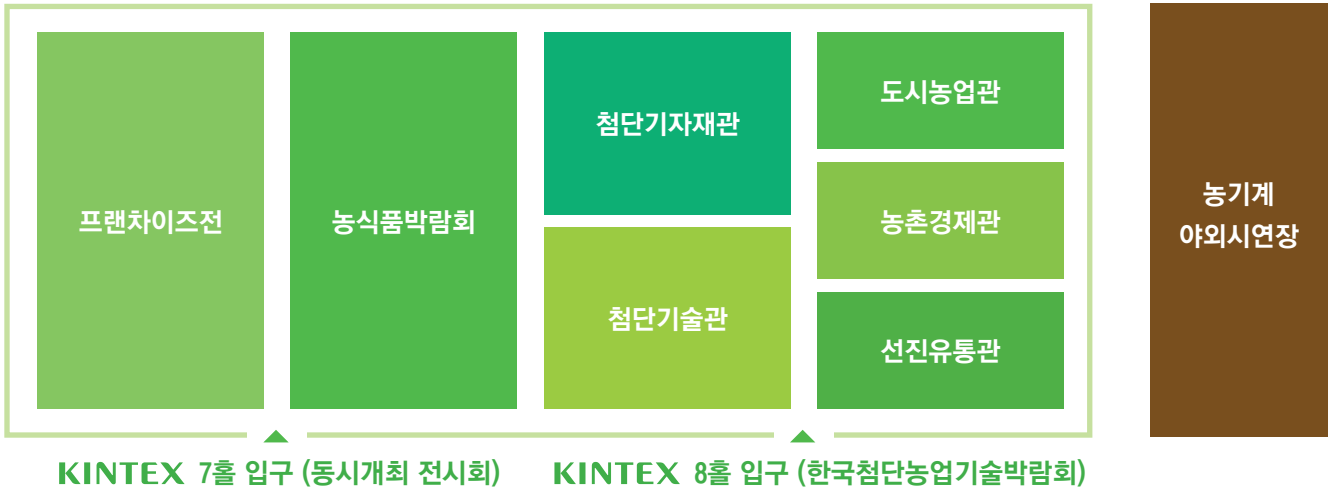 프랜차이즈전
농식품박람회
첨단기자재관
첨단기술관
도시농업관
농촌경제관
선진유통관
농기계
야외시연장
KINTEX 7홀 입구 (동시개최 전시회)
KINTEX 8홀 입구 (한국첨단농업기술박람회)